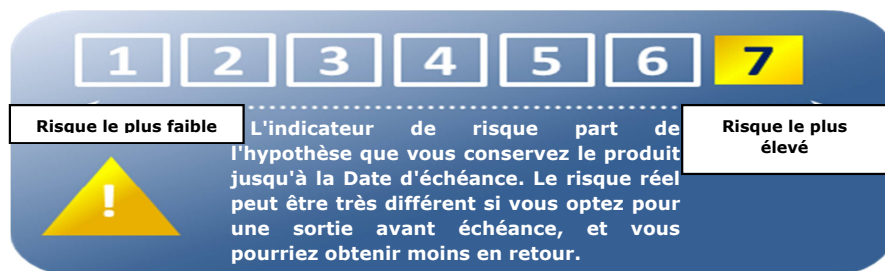 1 2 3 4 5 6 7
Risque le plus faible
Risque le plus
élevé
!
L'indicateur de risque part de
l'hypothèse que vous conservez le produit
jusqu'à la Date d'échéance. Le risque réel
peut être très différent si vous optez pour
une sortie avant échéance, et vous
pourriez obtenir moins en retour.